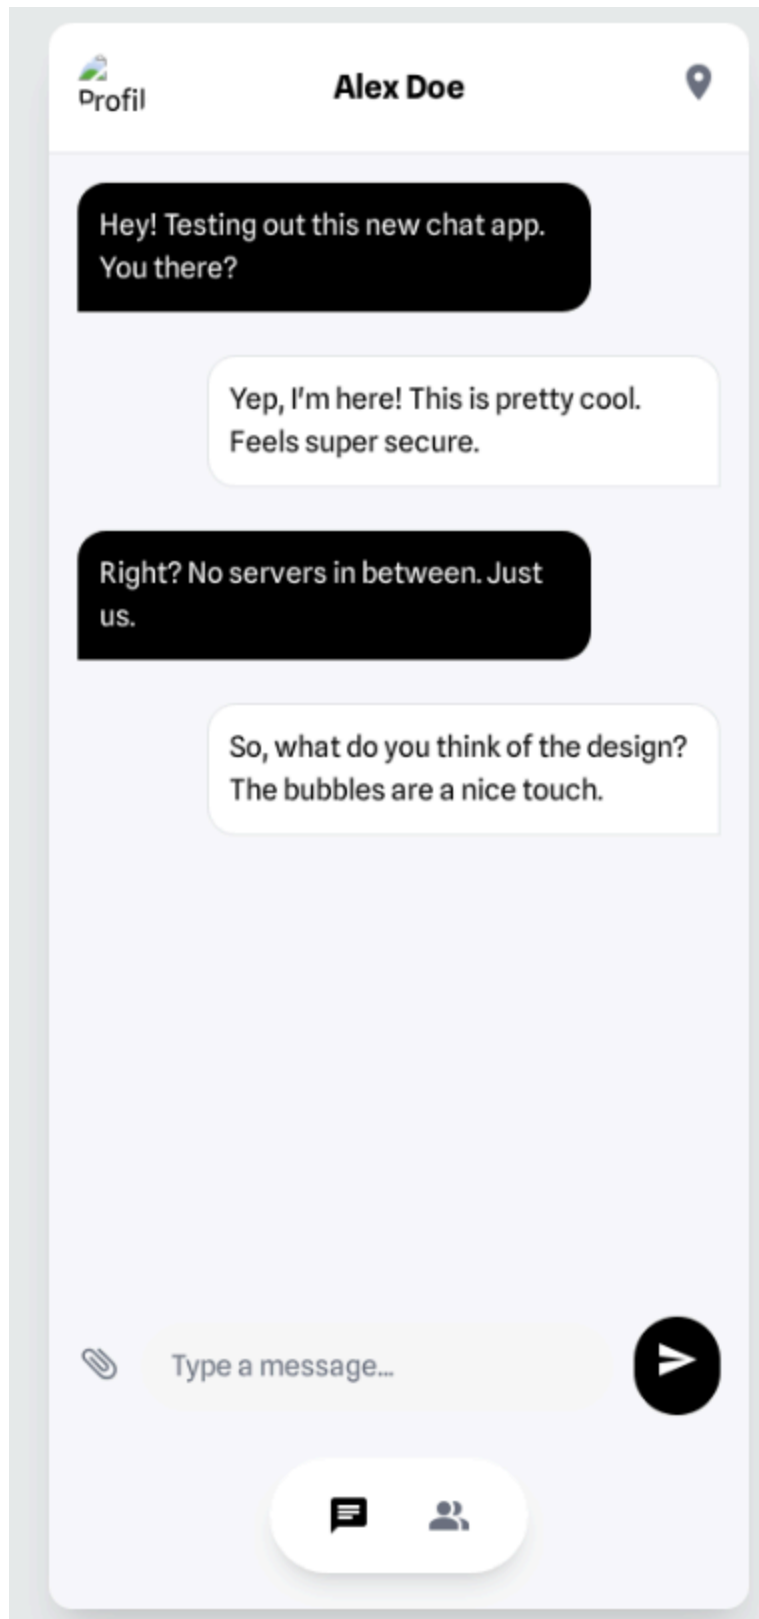 Profil
Alex Doe
Hey! Testing out this new chat app.
You there?
Yep, I'm here! This is pretty cool.
Feels super secure.
Right? No servers in between. Just
us.
So, what do you think of the design?
The bubbles are a nice touch.
Type a message...